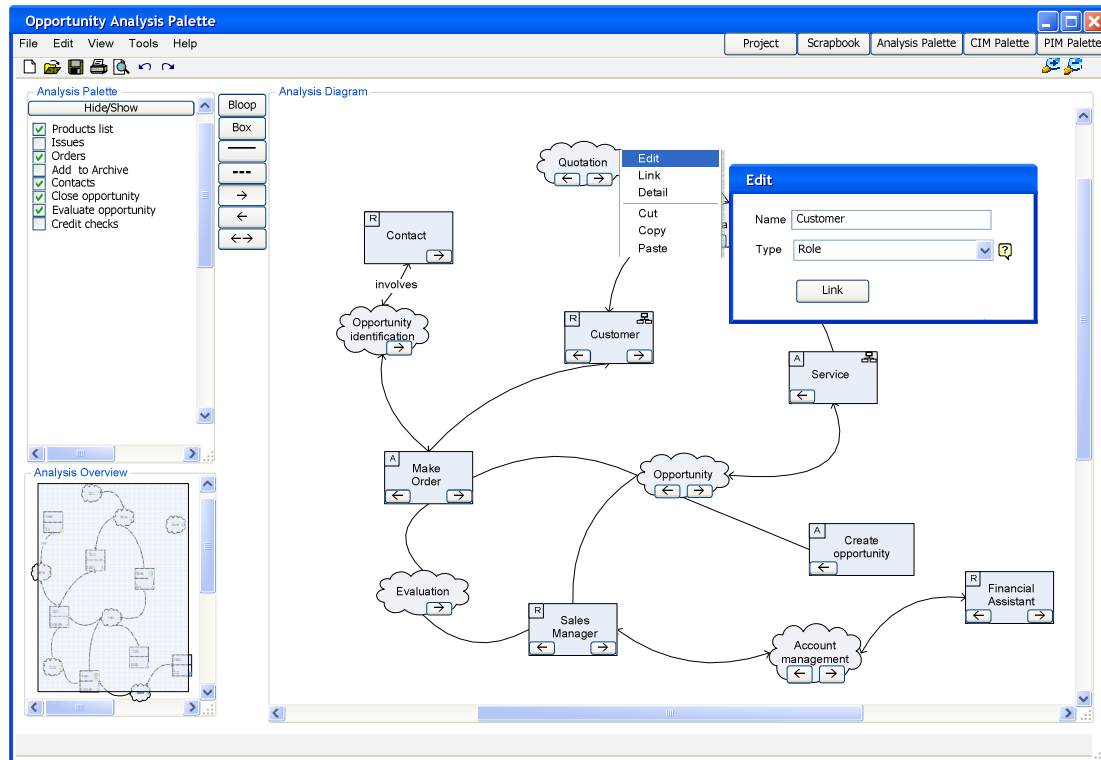 Opportunity Analysis Palette
File Edit View Tools Help
Project Scrapbook Analysis Palette CIM Palette PIM Palette
Analysis Palette
Hide/Show
Products list
Issues
Orders
Add to Archive
Contacts
Close opportunity
Evaluate opportunity
Credit checks
Bloop
Box
Analysis Overview
Analysis Diagram
Quotation
Edit
Link
Detail
Cut
Copy
Paste
Edit
Name Customer
Type Role
?
Link
R
Contact
involves
Opportunity
identification
R
Customer
A
Service
A
Make
Order
Opportunity
A
Create
opportunity
Evaluation
R
Sales
Manager
R
Financial
Assistant
Account
management